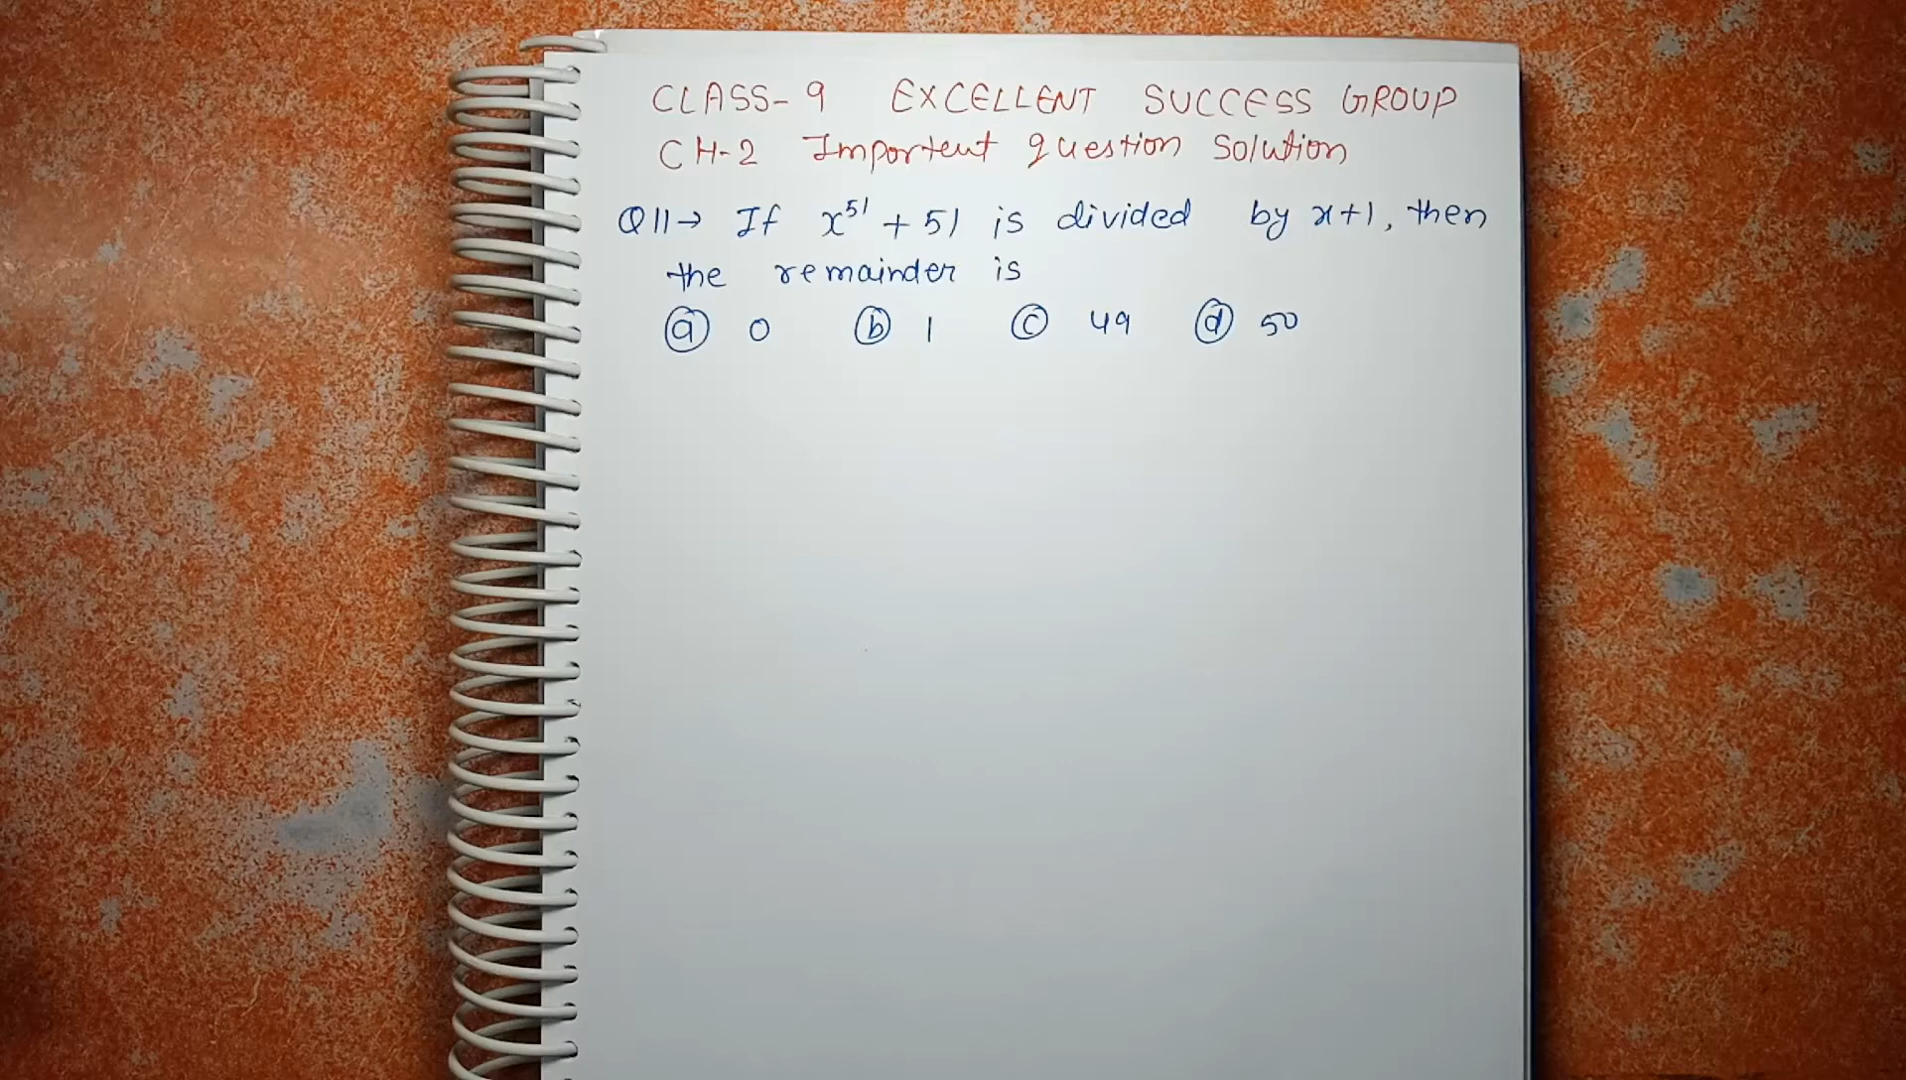 CLASS-9 EXCELLENT SUCCESS GROUP
CH-2 Importent question Solution
Q11→ If x⁵¹ + 51 is divided by x+1, then
the remainder is
ⓐ 0 ⓑ 1 ⓒ 49 ⓓ 50